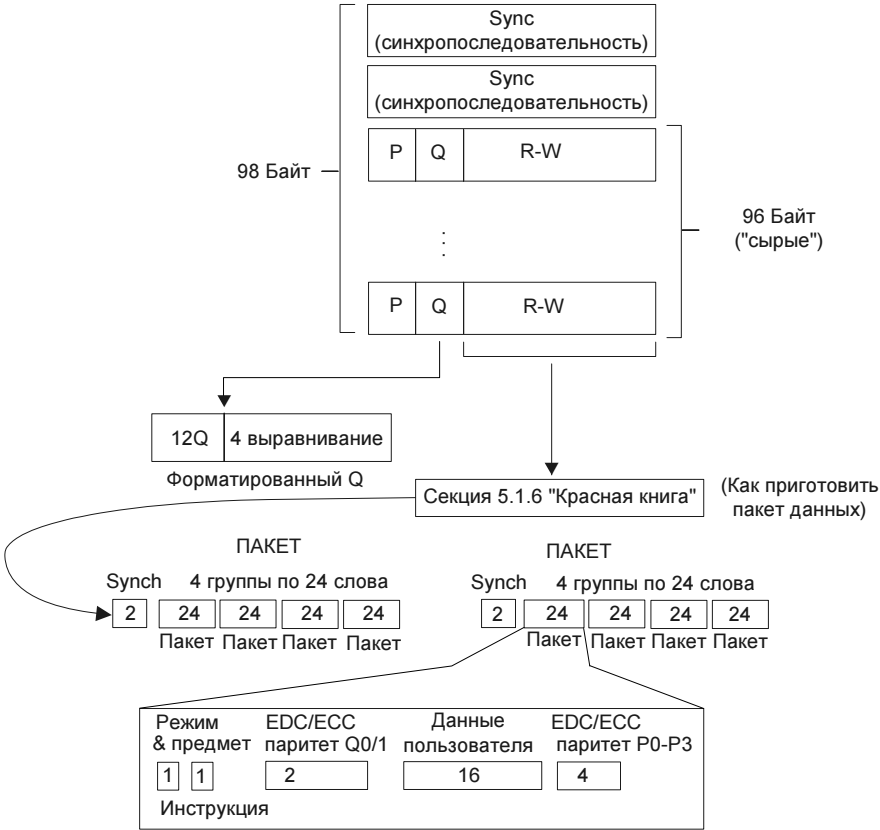 Sync
(синхропоследовательность)
Sync
(синхропоследовательность)
P Q R-W
98 Байт
96 Байт
("сырые")
P Q R-W
12Q 4 выравнивание
Форматированный Q
Секция 5.1.6 "Красная книга"
(Как приготовить
пакет данных)
ПАКЕТ
Synch 4 группы по 24 слова
2 24 24 24 24
Пакет Пакет Пакет Пакет
ПАКЕТ
Synch 4 группы по 24 слова
2 24 24 24 24
Пакет Пакет Пакет Пакет
Режим
& предмет
1 1
Инструкция
EDC/ECC
паритет Q0/1
2
Данные
пользователя
16
EDC/ECC
паритет P0-P3
4